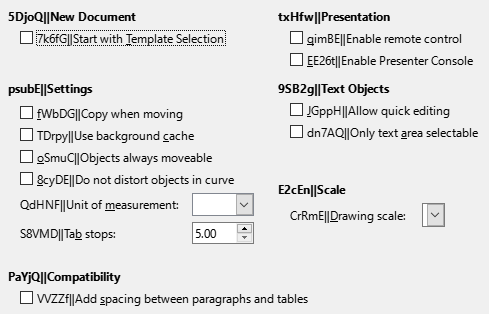 5DjoQ||New Document
7k6fG||Start with Template Selection
psubE||Settings
fWbDG||Copy when moving
TDrpy||Use background cache
oSmuC||Objects always moveable
8cyDE||Do not distort objects in curve
QdHNF||Unit of measurement:
S8VMD||Tab stops:
5.00
PaYjQ||Compatibility
VVZZf||Add spacing between paragraphs and tables
txHfw||Presentation
qimBE||Enable remote control
EE26t||Enable Presenter Console
9SB2g||Text Objects
JGppH||Allow quick editing
dn7AQ||Only text area selectable
E2cEn||Scale
CrRmE||Drawing scale: